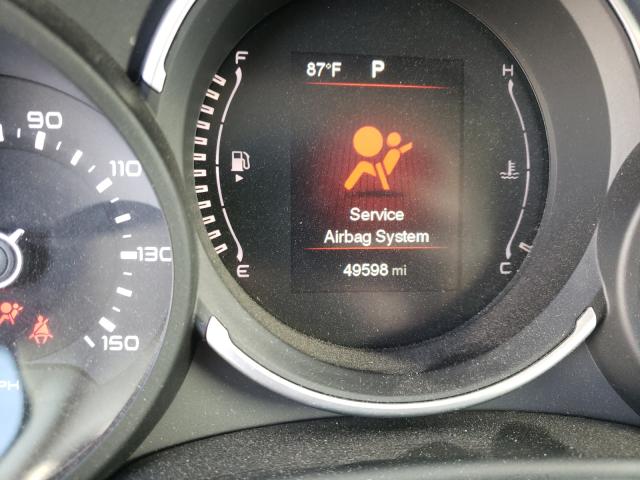 90
110
130
150
F
E
87°F P
Service
Airbag System
49598 mi
H
C